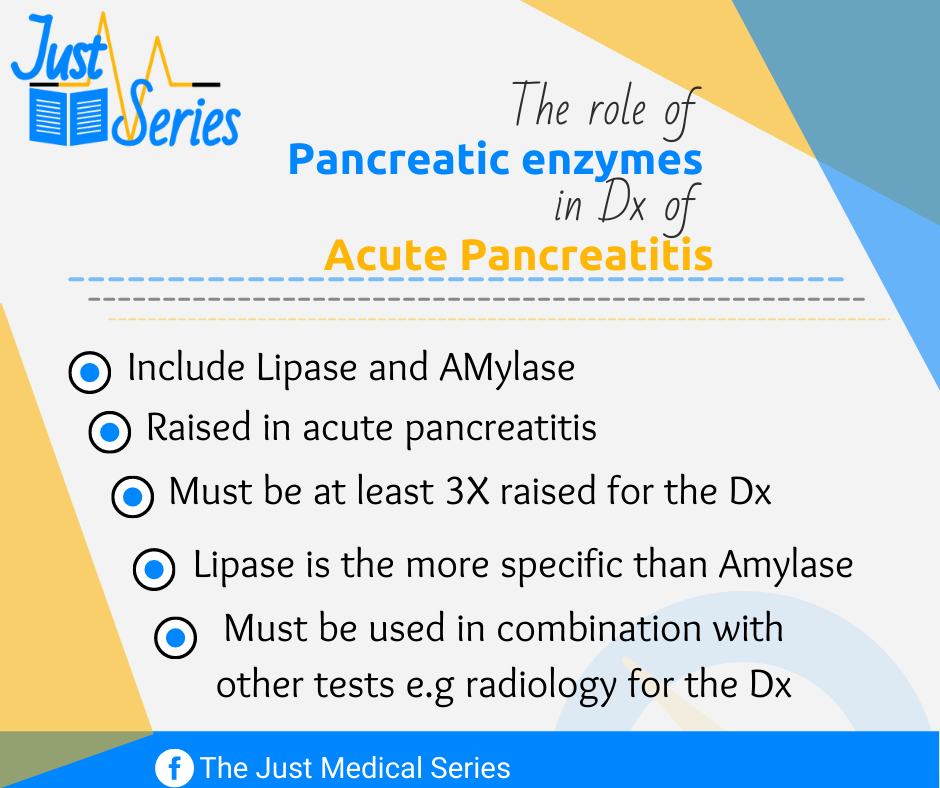 Just
Series
The role of
Pancreatic enzymes
in Dx of
Acute Pancreatitis
Include Lipase and AMylase
Raised in acute pancreatitis
Must be at least 3X raised for the Dx
Lipase is the more specific than Amylase
Must be used in combination with
other tests e.g radiology for the Dx
The Just Medical Series